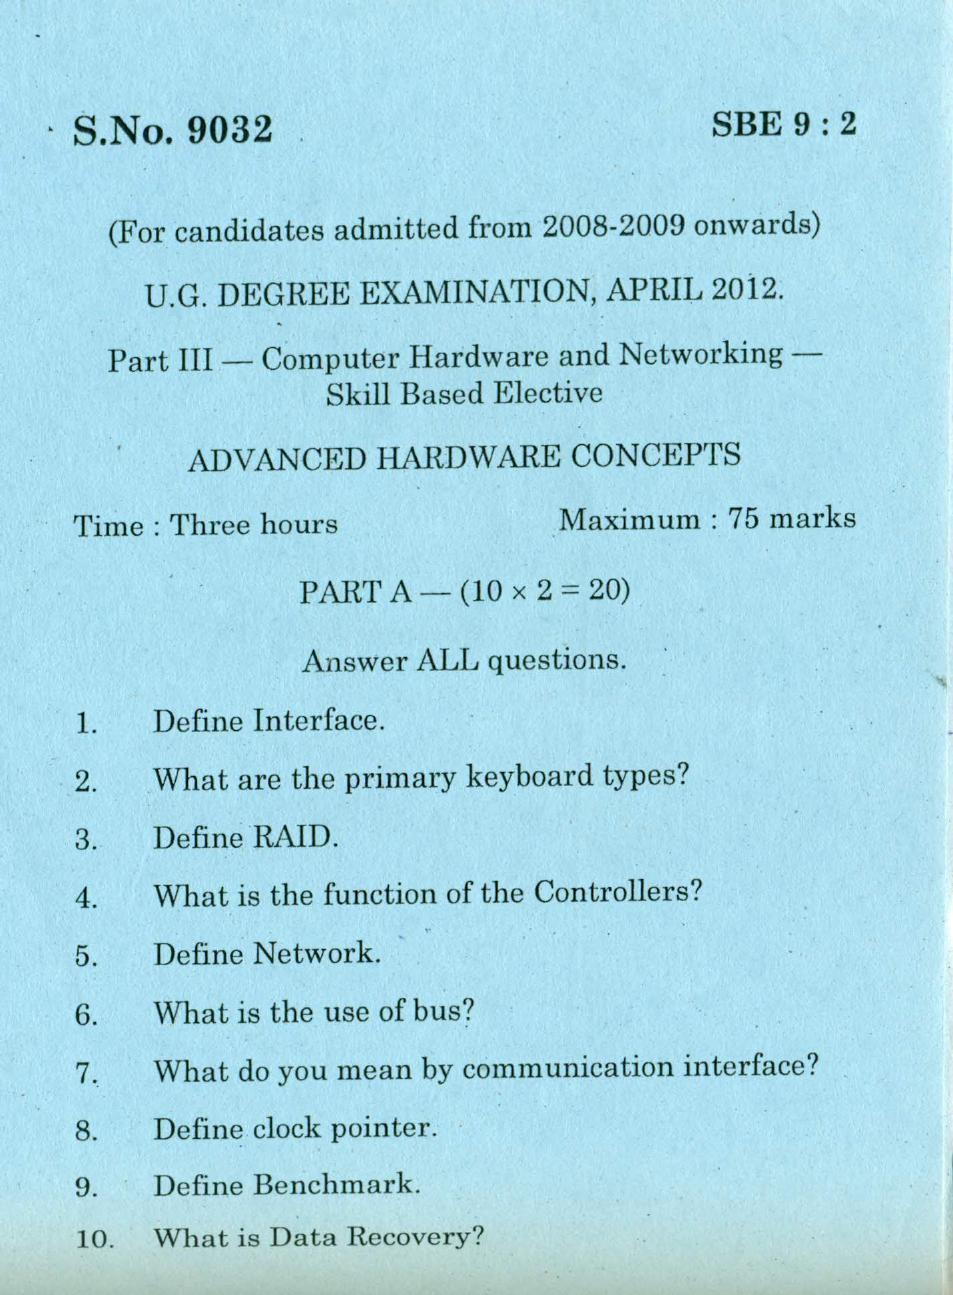 S.No. 9032 SBE 9 : 2
(For candidates admitted from 2008-2009 onwards)
U.G. DEGREE EXAMINATION, APRIL 2012.
Part III — Computer Hardware and Networking —
Skill Based Elective
ADVANCED HARDWARE CONCEPTS
Time : Three hours Maximum : 75 marks
PART A — (10 × 2 = 20)
Answer ALL questions.
1. Define Interface.
2. What are the primary keyboard types?
3. Define RAID.
4. What is the function of the Controllers?
5. Define Network.
6. What is the use of bus?
7. What do you mean by communication interface?
8. Define clock pointer.
9. Define Benchmark.
10. What is Data Recovery?